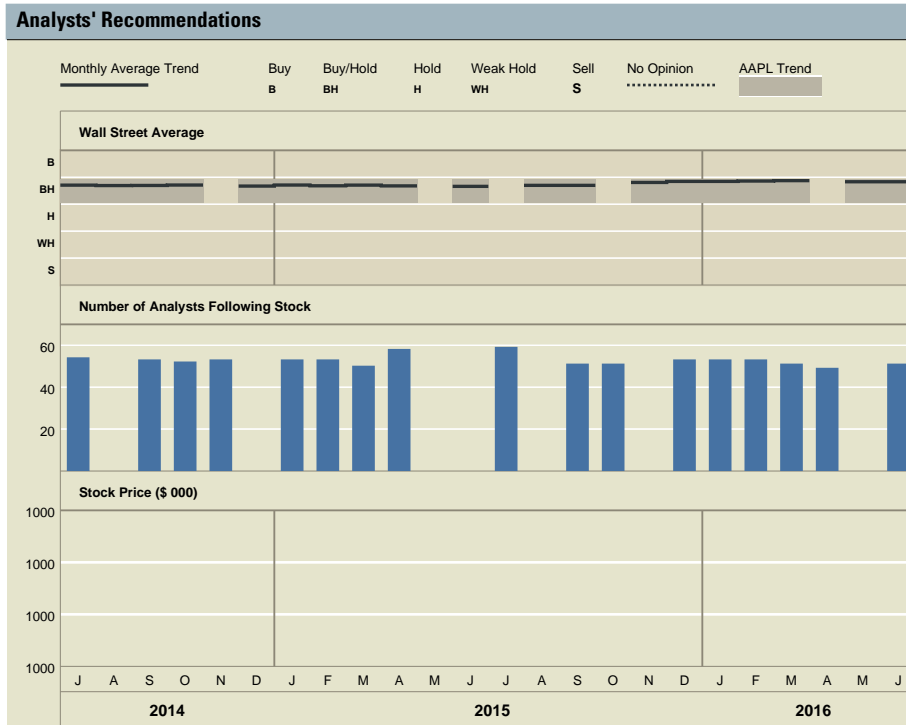 Analysts' Recommendations
Monthly Average Trend Buy Buy/Hold Hold Weak Hold Sell No Opinion AAPL Trend
B BH H WH S
Wall Street Average
B
BH
H
WH
S
Number of Analysts Following Stock
60
40
20
Stock Price ($ 000)
1000
1000
1000
1000
J A S O N D J F M A M J J A S O N D J F M A M J
2014 2015 2016